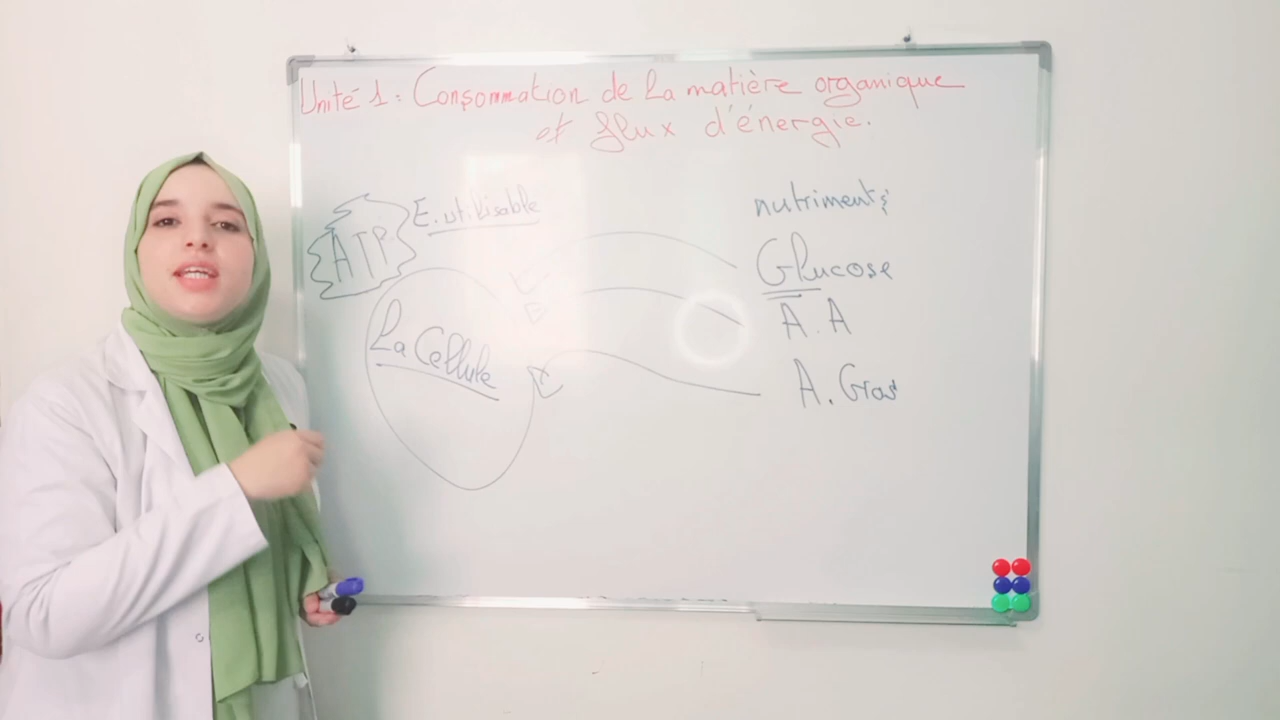 Unité 1: Consommation de la matière organique
et flux d'énergie.
E. utilisable
ATP
La Cellule
nutriments
Glucose
A.A
A. Gras